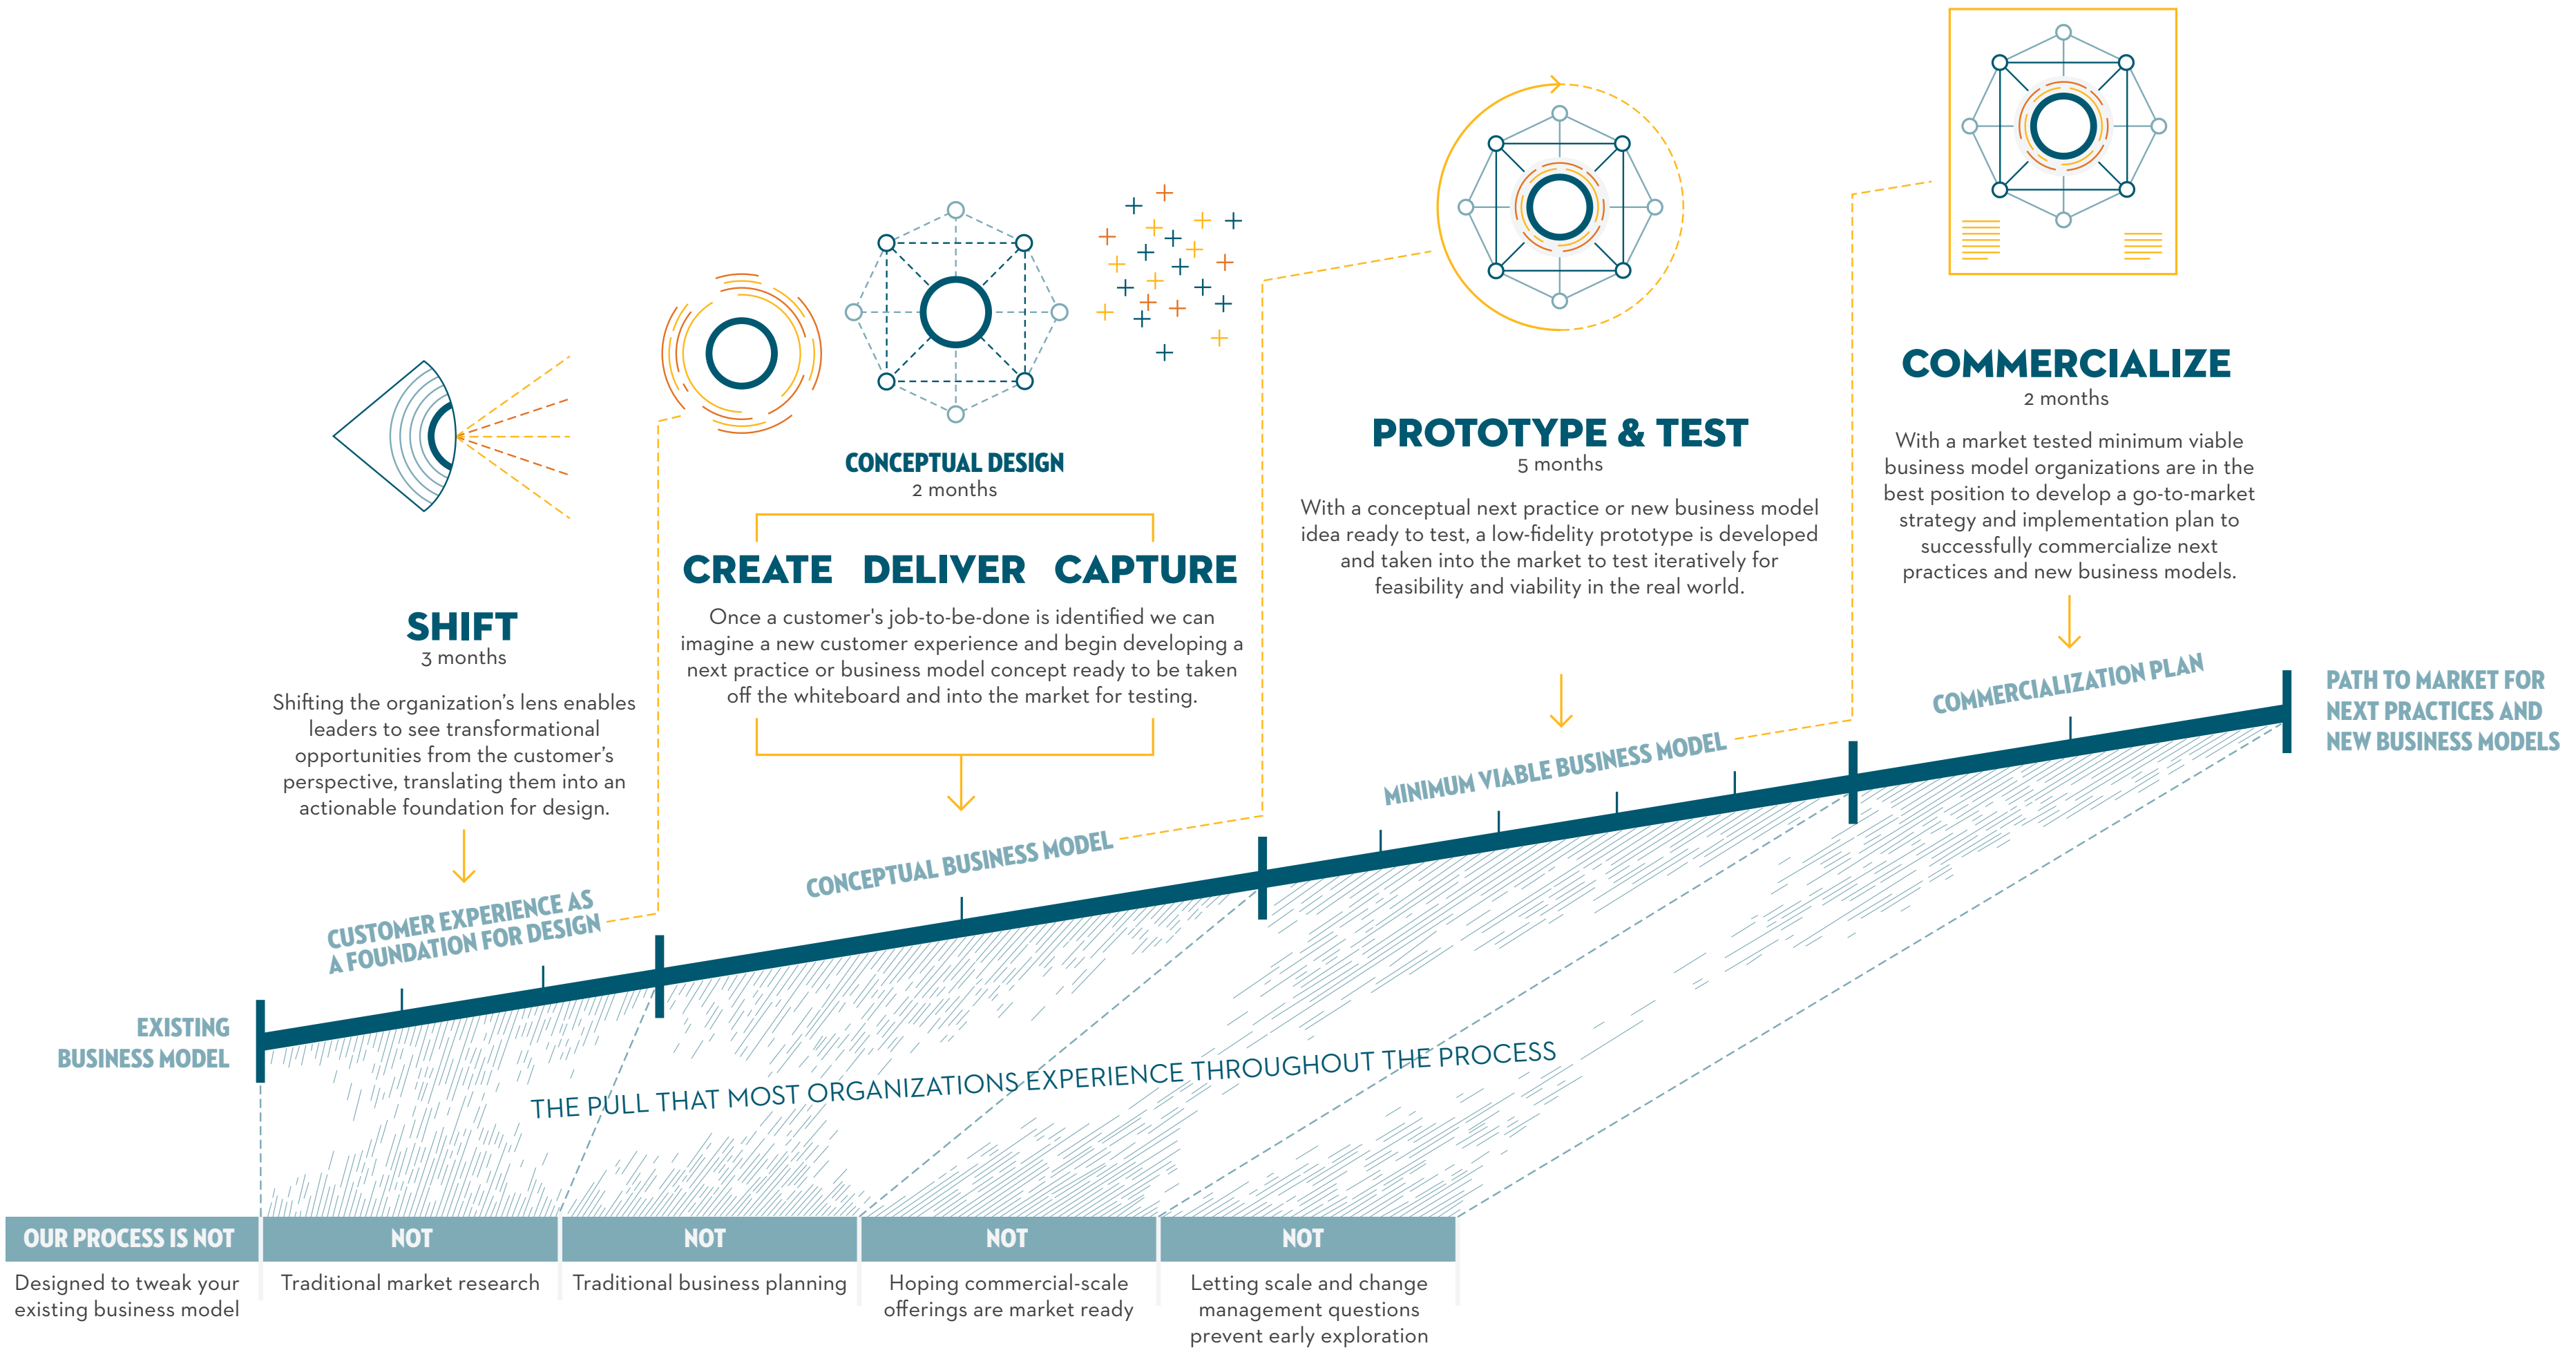 SHIFT
3 months
Shifting the organization’s lens enables
leaders to see transformational
opportunities from the customer’s
perspective, translating them into an
actionable foundation for design.
CUSTOMER EXPERIENCE AS
A FOUNDATION FOR DESIGN
CONCEPTUAL DESIGN
2 months
CREATE DELIVER CAPTURE
Once a customer's job-to-be-done is identified we can
imagine a new customer experience and begin developing a
next practice or business model concept ready to be taken
off the whiteboard and into the market for testing.
CONCEPTUAL BUSINESS MODEL
PROTOTYPE & TEST
5 months
With a conceptual next practice or new business model
idea ready to test, a low-fidelity prototype is developed
and taken into the market to test iteratively for
feasibility and viability in the real world.
MINIMUM VIABLE BUSINESS MODEL
COMMERCIALIZE
2 months
With a market tested minimum viable
business model organizations are in the
best position to develop a go-to-market
strategy and implementation plan to
successfully commercialize next
practices and new business models.
COMMERCIALIZATION PLAN
PATH TO MARKET FOR
NEXT PRACTICES AND
NEW BUSINESS MODELS
EXISTING
BUSINESS MODEL
THE PULL THAT MOST ORGANIZATIONS EXPERIENCE THROUGHOUT THE PROCESS
OUR PROCESS IS NOT
Designed to tweak your
existing business model
NOT
Traditional market research
NOT
Traditional business planning
NOT
Hoping commercial-scale
offerings are market ready
NOT
Letting scale and change
management questions
prevent early exploration